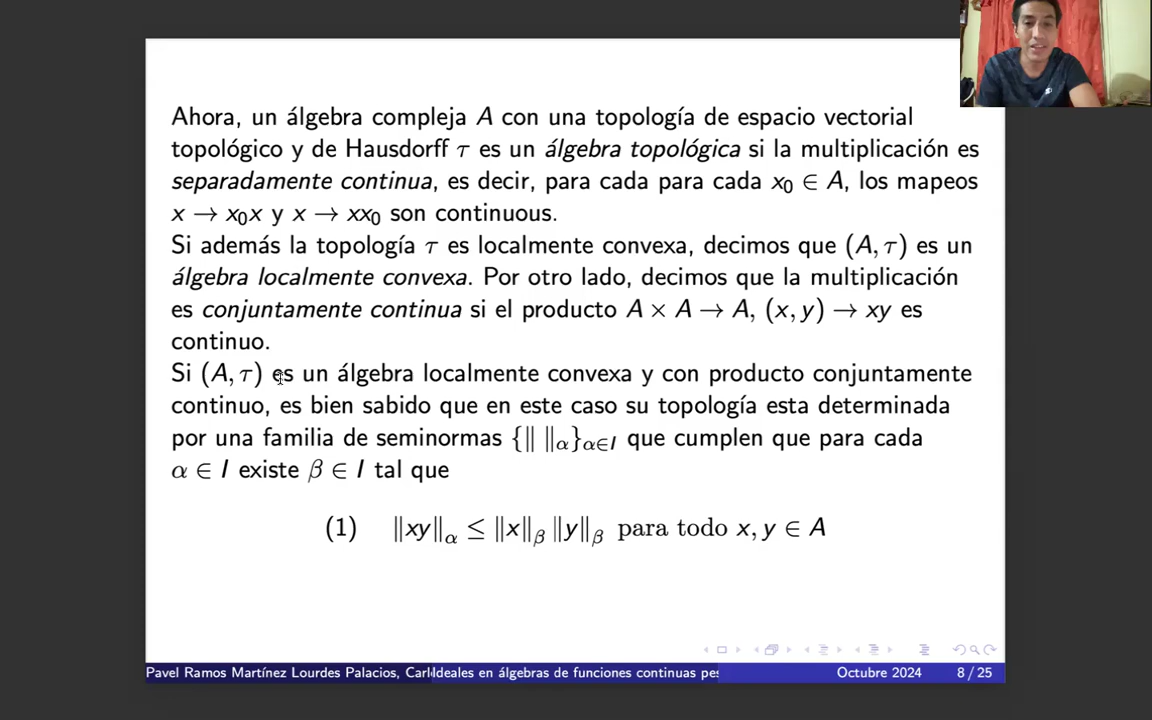 Ahora, un álgebra compleja A con una topología de espacio vectorial
topológico y de Hausdorff τ es un álgebra topológica si la multiplicación es
separadamente continua, es decir, para cada para cada x₀ ∈ A, los mapeos
x → x₀x y x → xx₀ son continuous.
Si además la topología τ es localmente convexa, decimos que (A, τ) es un
álgebra localmente convexa. Por otro lado, decimos que la multiplicación
es conjuntamente continua si el producto A × A → A, (x, y) → xy es
continuo.
Si (A, τ) es un álgebra localmente convexa y con producto conjuntamente
continuo, es bien sabido que en este caso su topología esta determinada
por una familia de seminormas {‖ ‖_α}_{α∈I} que cumplen que para cada
α ∈ I existe β ∈ I tal que
(1) ‖xy‖_α ≤ ‖x‖_β ‖y‖_β para todo x, y ∈ A
Pavel Ramos Martínez Lourdes Palacios, Carl Ideales en álgebras de funciones continuas pes Octubre 2024 8 / 25